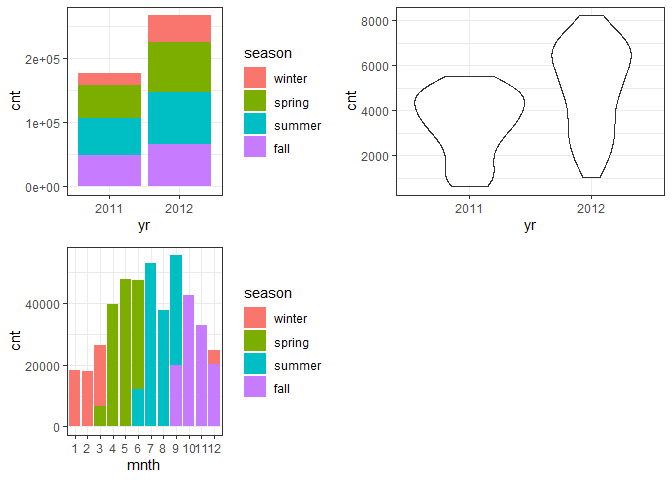 cnt
2e+05
1e+05
0e+00
2011 2012
yr
season
winter
spring
summer
fall
cnt
8000
6000
4000
2000
2011 2012
yr
cnt
40000
20000
0
1 2 3 4 5 6 7 8 9 10 11 12
mnth
season
winter
spring
summer
fall